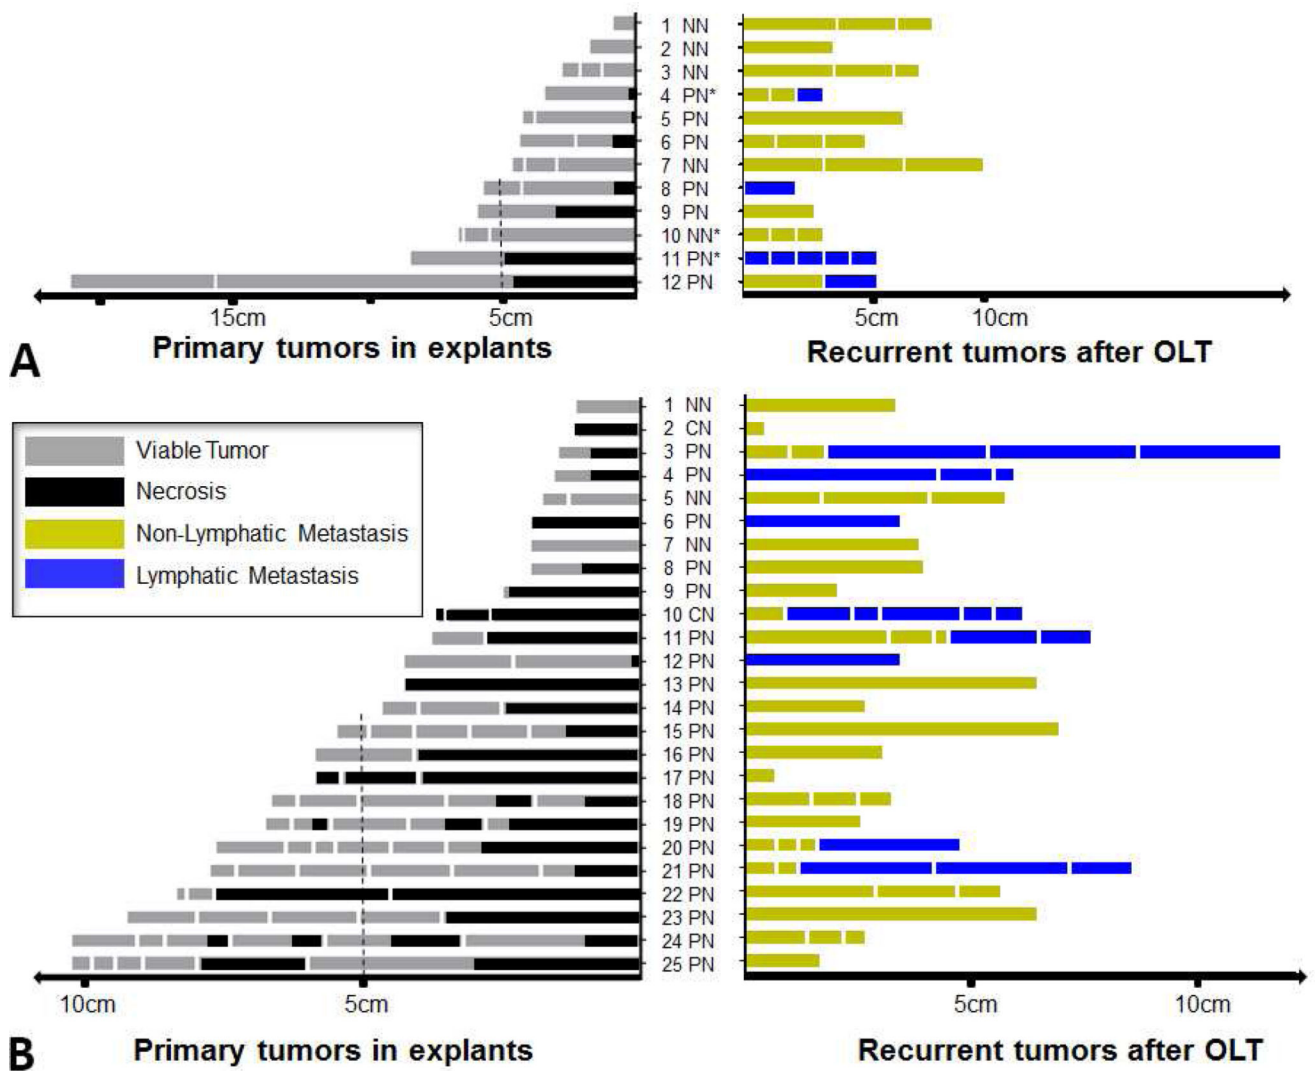 1 NN
2 NN
3 NN
4 PN*
5 PN
6 PN
7 NN
8 PN
9 PN
10 NN*
11 PN*
12 PN
15cm
5cm
5cm
10cm
A
Primary tumors in explants
Recurrent tumors after OLT
Viable Tumor
Necrosis
Non-Lymphatic Metastasis
Lymphatic Metastasis
1 NN
2 CN
3 PN
4 PN
5 NN
6 PN
7 NN
8 PN
9 PN
10 CN
11 PN
12 PN
13 PN
14 PN
15 PN
16 PN
17 PN
18 PN
19 PN
20 PN
21 PN
22 PN
23 PN
24 PN
25 PN
10cm
5cm
5cm
10cm
B
Primary tumors in explants
Recurrent tumors after OLT